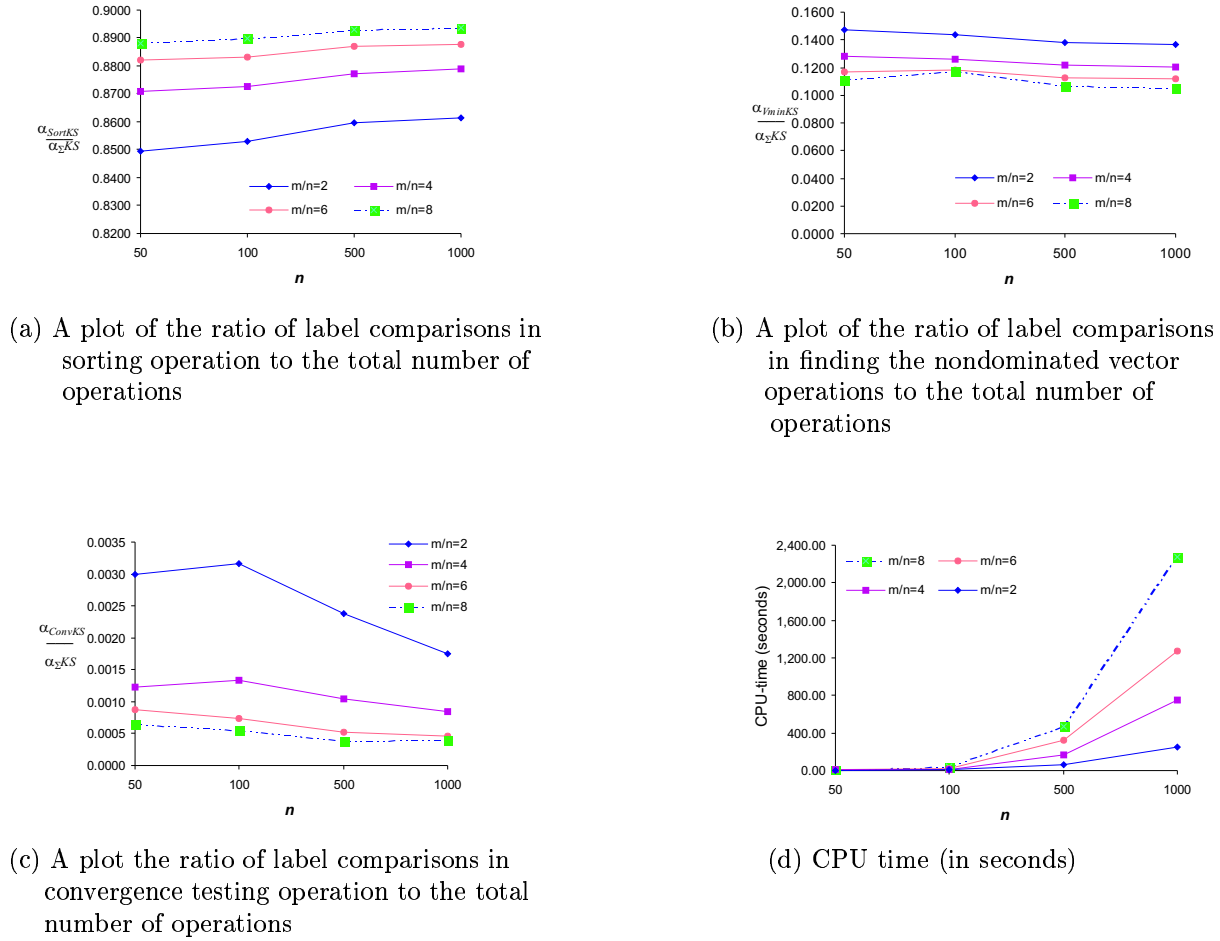 0.9000
0.8900
0.8800
0.8700
0.8600
0.8500
0.8400
0.8300
0.8200
α_SortKS
α_ΣKS
m/n=2 m/n=4
m/n=6 m/n=8
50 100 500 1000
n
(a) A plot of the ratio of label comparisons in
sorting operation to the total number of
operations
0.1600
0.1400
0.1200
0.1000
0.0800
0.0600
0.0400
0.0200
0.0000
α_VminKS
α_ΣKS
m/n=2 m/n=4
m/n=6 m/n=8
50 100 500 1000
n
(b) A plot of the ratio of label comparisons
in finding the nondominated vector
operations to the total number of
operations
0.0035
0.0030
0.0025
0.0020
0.0015
0.0010
0.0005
0.0000
α_ConvKS
α_ΣKS
m/n=2
m/n=4
m/n=6
m/n=8
50 100 500 1000
n
(c) A plot the ratio of label comparisons in
convergence testing operation to the total
number of operations
2,400.00
2,000.00
1,600.00
1,200.00
800.00
400.00
0.00
CPU-time (seconds)
m/n=8 m/n=6
m/n=4 m/n=2
50 100 500 1000
n
(d) CPU time (in seconds)